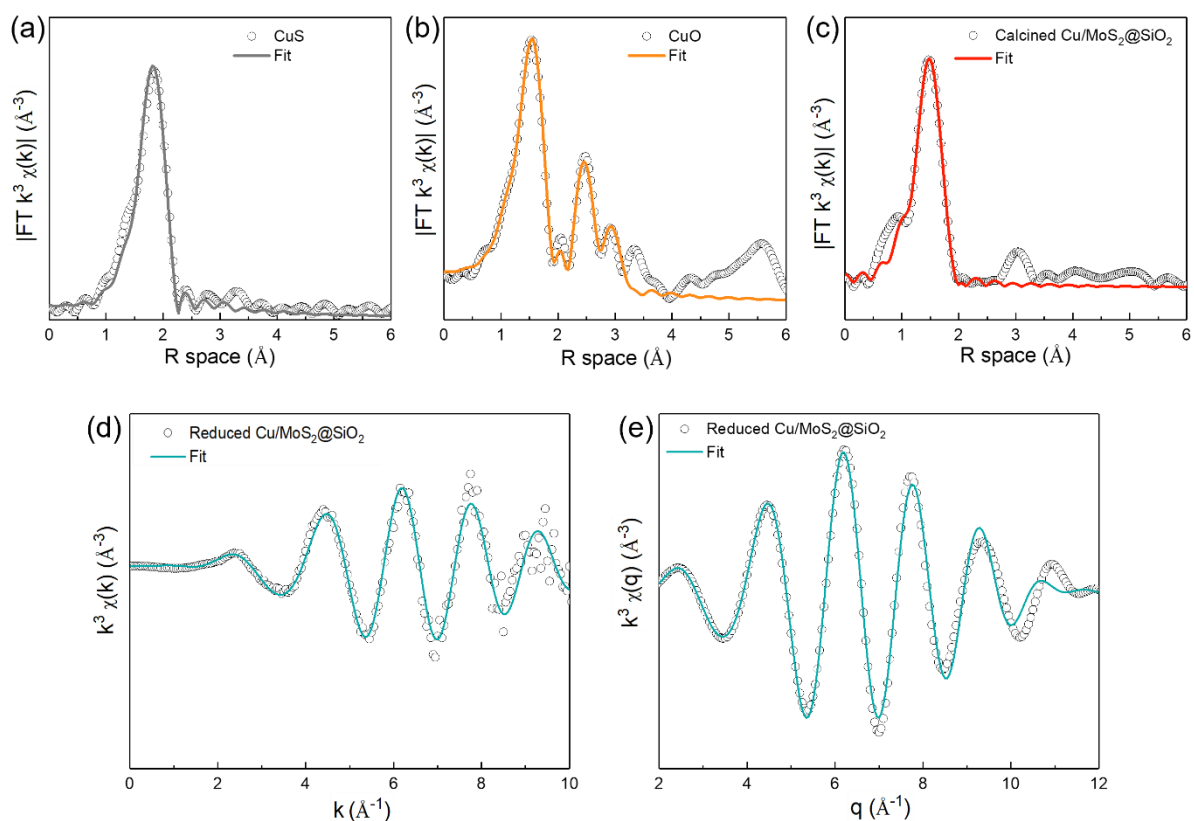 (a)
CuS
Fit
|FT k³ χ(k)| (Å⁻³)
0 1 2 3 4 5 6
R space (Å)
(b)
CuO
Fit
|FT k³ χ(k)| (Å⁻³)
0 1 2 3 4 5 6
R space (Å)
(c)
Calcined Cu/MoS₂@SiO₂
Fit
|FT k³ χ(k)| (Å⁻³)
0 1 2 3 4 5 6
R space (Å)
(d)
Reduced Cu/MoS₂@SiO₂
Fit
k³ χ(k) (Å⁻³)
0 2 4 6 8 10
k (Å⁻¹)
(e)
Reduced Cu/MoS₂@SiO₂
Fit
k³ χ(q) (Å⁻³)
2 4 6 8 10 12
q (Å⁻¹)